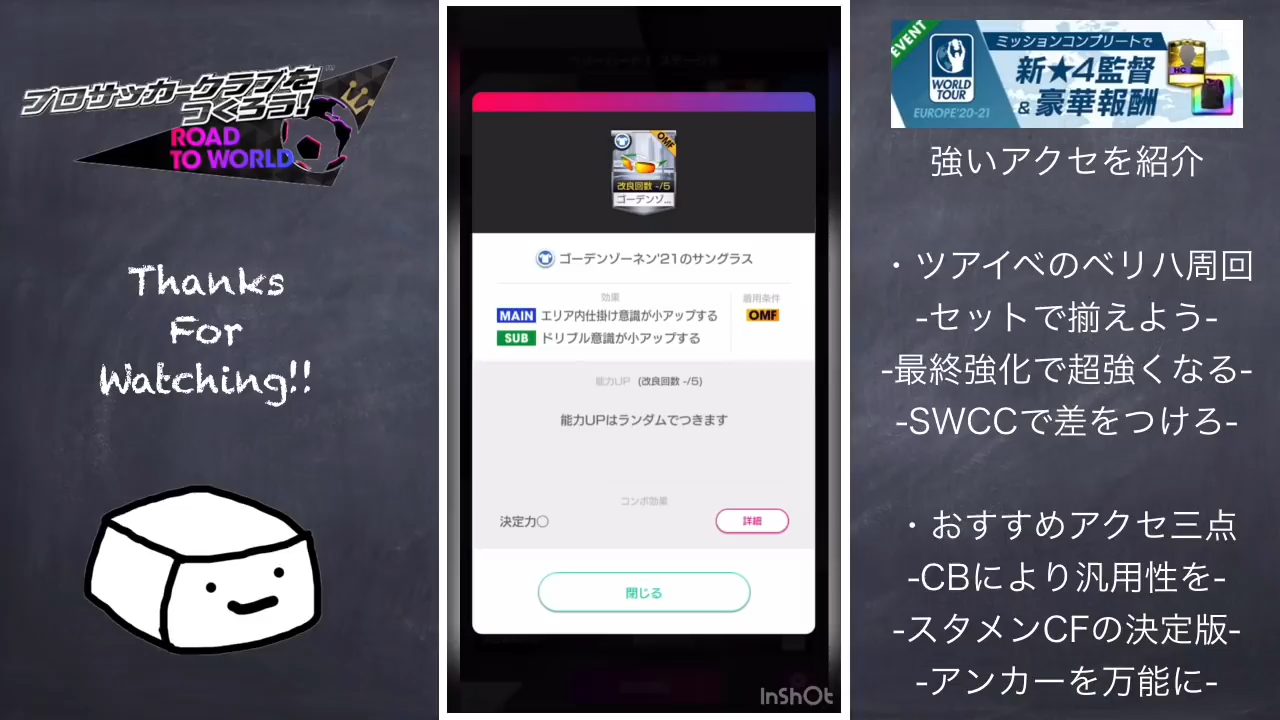 プロサッカークラブを
つくろう!
ROAD
TO WORLD
Thanks
For
Watching!!
OMF
改良回数 -/5
ゴーデンゾ...
ゴーデンゾーネン'21のサングラス
効果
適用条件
MAIN エリア内仕掛け意識が小アップする
OMF
SUB ドリブル意識が小アップする
能力UP (改良回数 -/5)
能力UPはランダムでつきます
コンボ効果
決定力○
詳細
閉じる
InShOt
EVENT
WORLD
TOUR
EUROPE'20-21
ミッションコンプリートで
新★4監督
&豪華報酬
HC
強いアクセを紹介
・ツアイベのベリハ周回
-セットで揃えよう-
-最終強化で超強くなる-
-SWCCで差をつけろ-
・おすすめアクセ三点
-CBにより汎用性を-
-スタメンCFの決定版-
-アンカーを万能に-